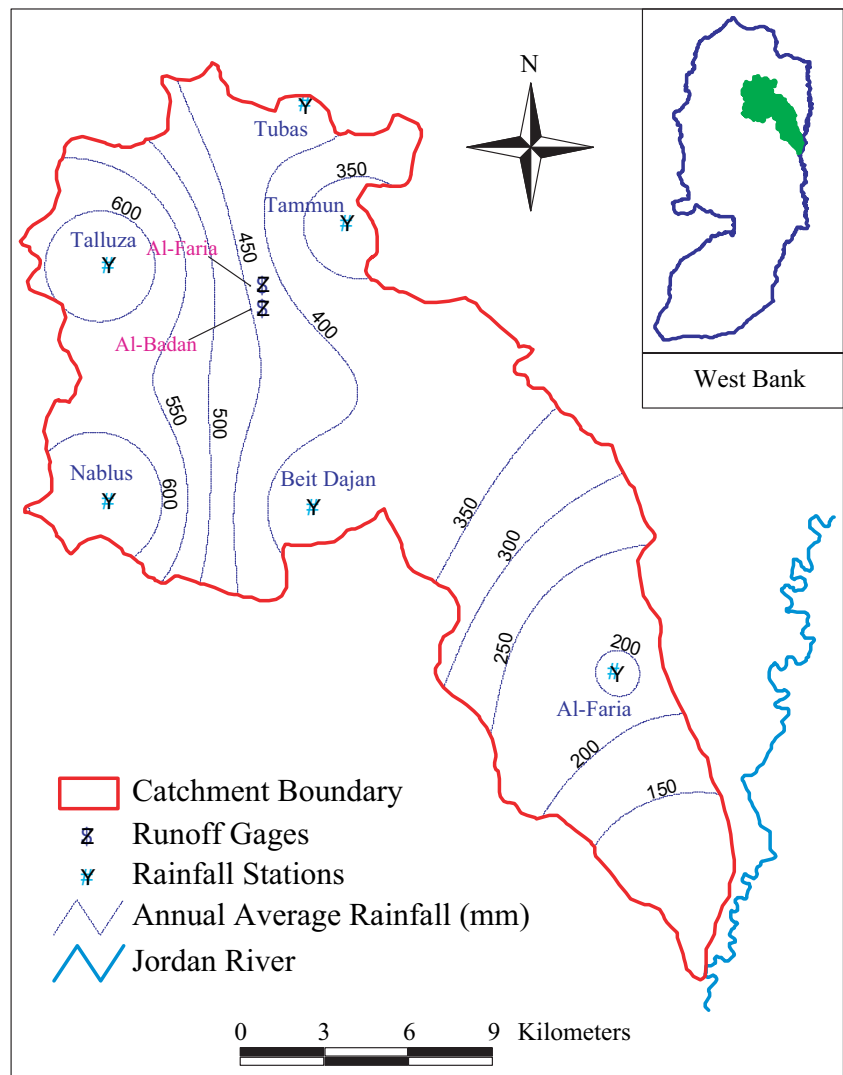 N
Tubas
350
600
Tammun
Talluza
Al-Faria
450
400
Al-Badan
West Bank
550
500
Nablus
Beit Dajan
600
350
300
250
200
Al-Faria
200
150
Catchment Boundary
Runoff Gages
Rainfall Stations
Annual Average Rainfall (mm)
Jordan River
0 3 6 9 Kilometers